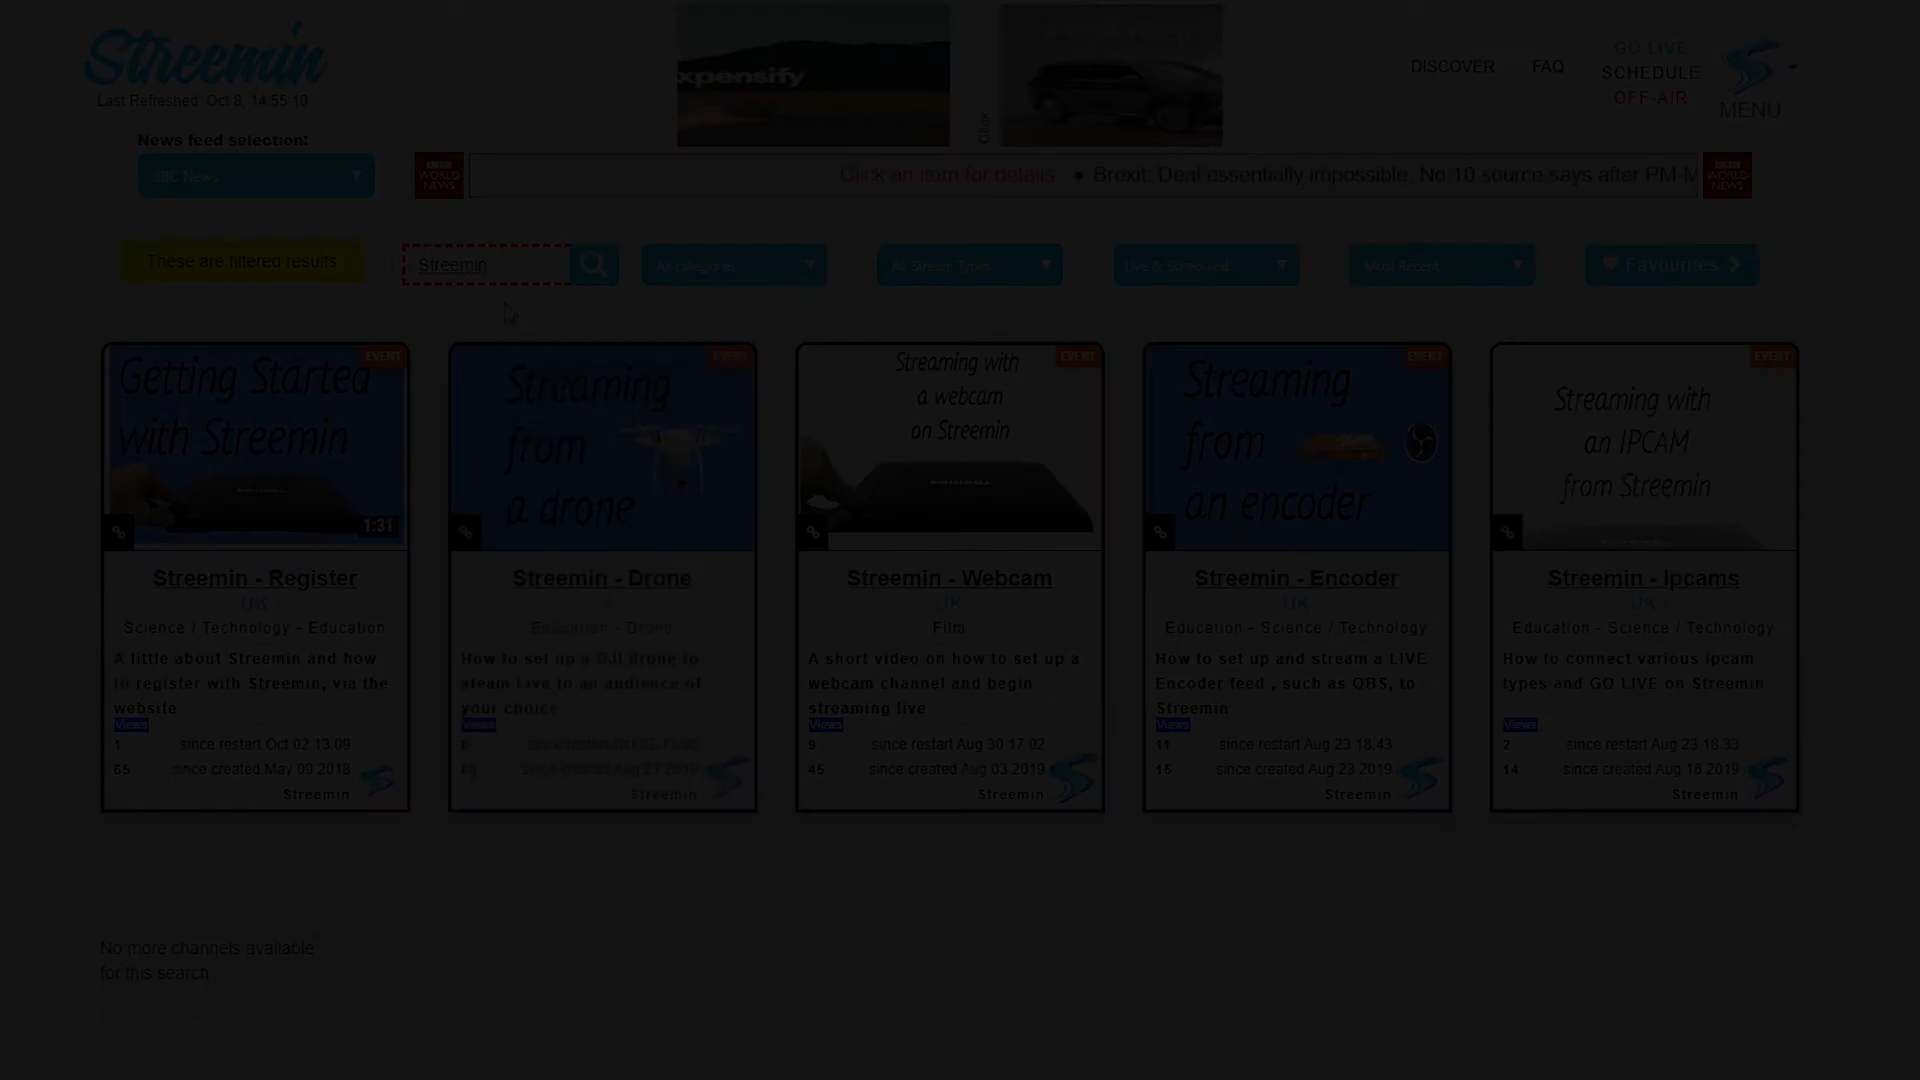 Streemin
Last Refreshed: Oct 8, 14:55:10
xpensify
Click
DISCOVER
FAQ
GO LIVE
SCHEDULE
OFF-AIR
MENU
News feed selection:
BBC News
BBC
WORLD
NEWS
Click an item for details • Brexit: Deal essentially impossible, No 10 source says after PM-M
BBC
WORLD
NEWS
These are filtered results
Streemin
All categories
All Stream Types
Live & Scheduled
Most Recent
Favourites
EVENT
Getting Started
with Streemin
1:31
Streemin - Register
UK -
Science / Technology - Education
A little about Streemin and how
to register with Streemin, via the
website
Views
1 since restart Oct 02 13:09
65 since created May 09 2018
Streemin
EVENT
Streaming
from
a drone
Streemin - Drone
Education - Drone
How to set up a DJI drone to
steam Live to an audience of
your choice
Views
since restart Oct
since created Aug 21 2019
Streemin
EVENT
Streaming with
a webcam
on Streemin
TOSHIBA
Streemin - Webcam
UK
Film
A short video on how to set up a
webcam channel and begin
streaming live
Views
9 since restart Aug 30 17:02
45 since created Aug 03 2019
Streemin
EVENT
Streaming
from
an encoder
Streemin - Encoder
UK
Education - Science / Technology
How to set up and stream a LIVE
Encoder feed , such as OBS, to
Streemin
Views
11 since restart Aug 23 18:43
15 since created Aug 23 2019
Streemin
EVENT
Streaming with
an IPCAM
from Streemin
Streemin - Ipcams
UK -
Education - Science / Technology
How to connect various ipcam
types and GO LIVE on Streemin
Views
2 since restart Aug 23 18:33
14 since created Aug 16 2019
Streemin
No more channels available
for this search